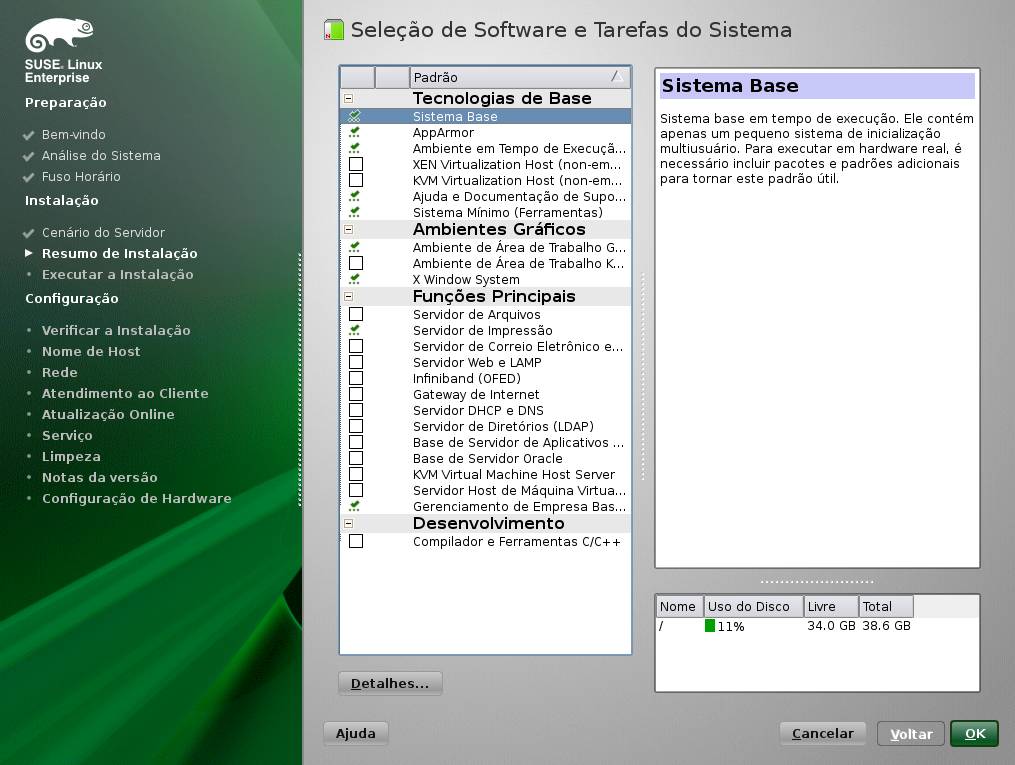 SUSE. Linux
Enterprise
Preparação
Bem-vindo
Análise do Sistema
Fuso Horário
Instalação
Cenário do Servidor
Resumo de Instalação
Executar a Instalação
Configuração
Verificar a Instalação
Nome de Host
Rede
Atendimento ao Cliente
Atualização Online
Serviço
Limpeza
Notas da versão
Configuração de Hardware
Seleção de Software e Tarefas do Sistema
Padrão
Tecnologias de Base
Sistema Base
AppArmor
Ambiente em Tempo de Execuçã...
XEN Virtualization Host (non-em...
KVM Virtualization Host (non-em...
Ajuda e Documentação de Supo...
Sistema Mínimo (Ferramentas)
Ambientes Gráficos
Ambiente de Área de Trabalho G...
Ambiente de Área de Trabalho K...
X Window System
Funções Principais
Servidor de Arquivos
Servidor de Impressão
Servidor de Correio Eletrônico e...
Servidor Web e LAMP
Infiniband (OFED)
Gateway de Internet
Servidor DHCP e DNS
Servidor de Diretórios (LDAP)
Base de Servidor de Aplicativos ...
Base de Servidor Oracle
KVM Virtual Machine Host Server
Servidor Host de Máquina Virtua...
Gerenciamento de Empresa Bas...
Desenvolvimento
Compilador e Ferramentas C/C++
Detalhes...
Sistema Base
Sistema base em tempo de execução. Ele contém
apenas um pequeno sistema de inicialização
multiusuário. Para executar em hardware real, é
necessário incluir pacotes e padrões adicionais
para tornar este padrão útil.
Nome Uso do Disco Livre Total
/ 11% 34.0 GB 38.6 GB
Ajuda Cancelar Voltar OK